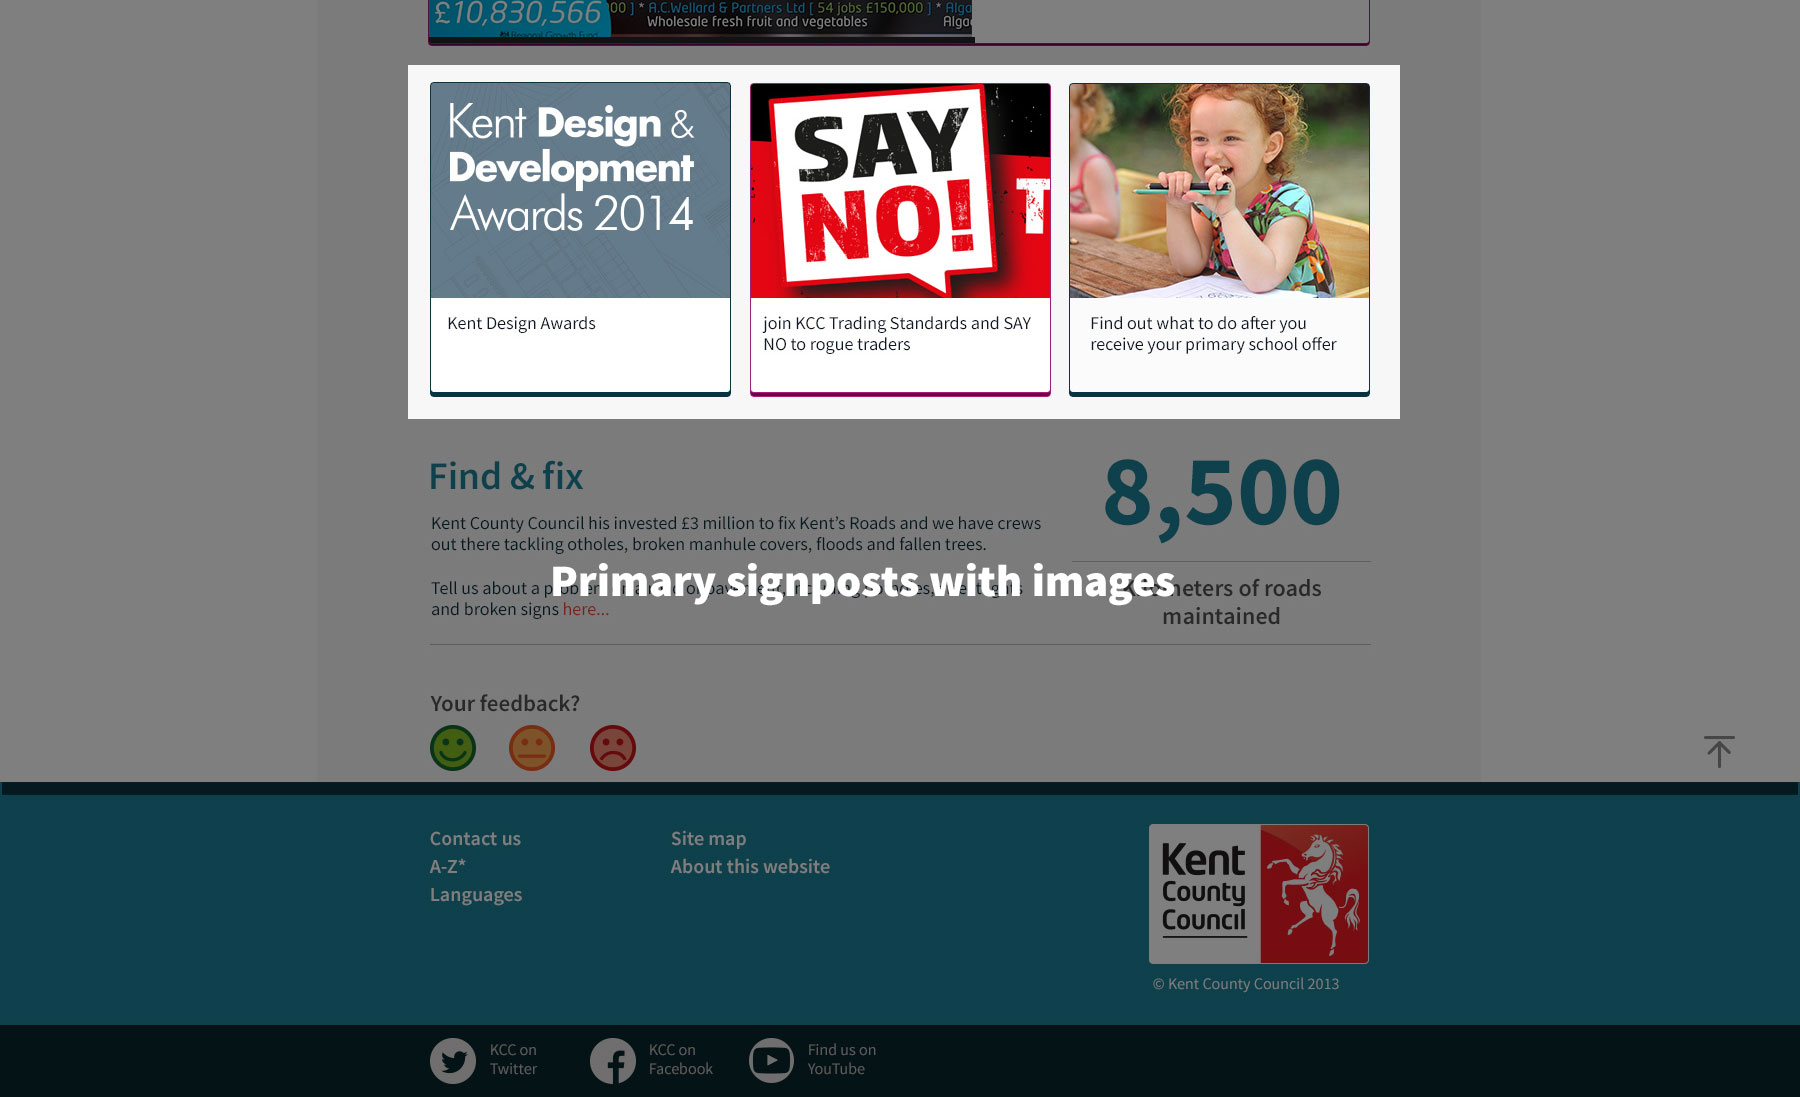 £10,830,566
00 ] * A.C.Wellard & Partners Ltd [ 54 jobs £150,000 ] * Alga
Wholesale fresh fruit and vegetables Algae
Regional Growth Fund
Kent Design &
Development
Awards 2014
Kent Design Awards
SAY
NO!
T
join KCC Trading Standards and SAY
NO to rogue traders
Find out what to do after you
receive your primary school offer
Find & fix
Kent County Council his invested £3 million to fix Kent's Roads and we have crews
out there tackling otholes, broken manhule covers, floods and fallen trees.
8,500
Primary signposts with images
Tell us about a
and broken signs here...
Kilometers of roads
maintained
Your feedback?
Contact us
A-Z*
Languages
Site map
About this website
Kent
County
Council
© Kent County Council 2013
KCC on
Twitter
KCC on
Facebook
Find us on
YouTube